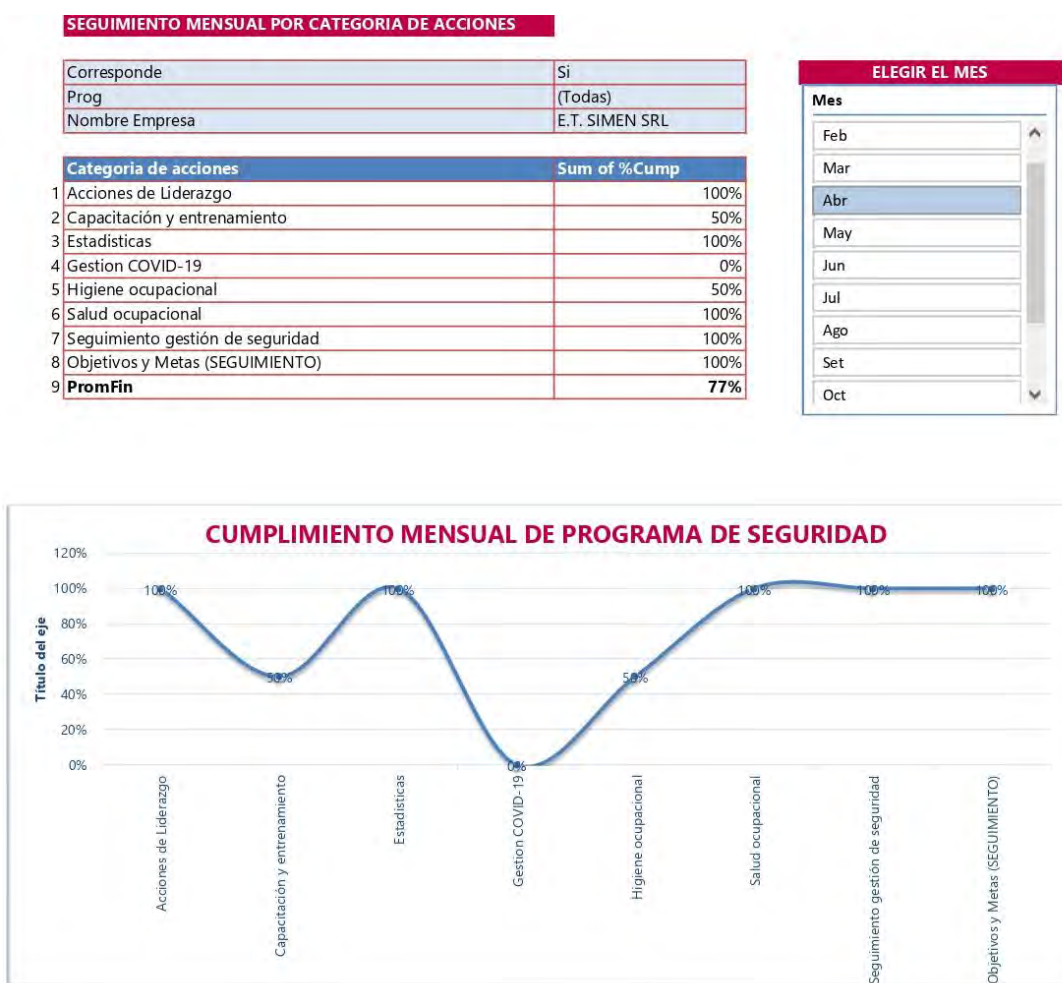 SEGUIMIENTO MENSUAL POR CATEGORIA DE ACCIONES
Corresponde Si
Prog (Todas)
Nombre Empresa E.T. SIMEN SRL
Categoria de acciones Sum of %Cump
1 Acciones de Liderazgo 100%
2 Capacitación y entrenamiento 50%
3 Estadisticas 100%
4 Gestion COVID-19 0%
5 Higiene ocupacional 50%
6 Salud ocupacional 100%
7 Seguimiento gestión de seguridad 100%
8 Objetivos y Metas (SEGUIMIENTO) 100%
9 PromFin 77%
ELEGIR EL MES
Mes
Feb
Mar
Abr
May
Jun
Jul
Ago
Set
Oct
CUMPLIMIENTO MENSUAL DE PROGRAMA DE SEGURIDAD
Título del eje
120%
100%
80%
60%
40%
20%
0%
100%
50%
100%
0%
50%
100%
100%
100%
Acciones de Liderazgo
Capacitación y entrenamiento
Estadisticas
Gestion COVID-19
Higiene ocupacional
Salud ocupacional
Seguimiento gestión de seguridad
Objetivos y Metas (SEGUIMIENTO)